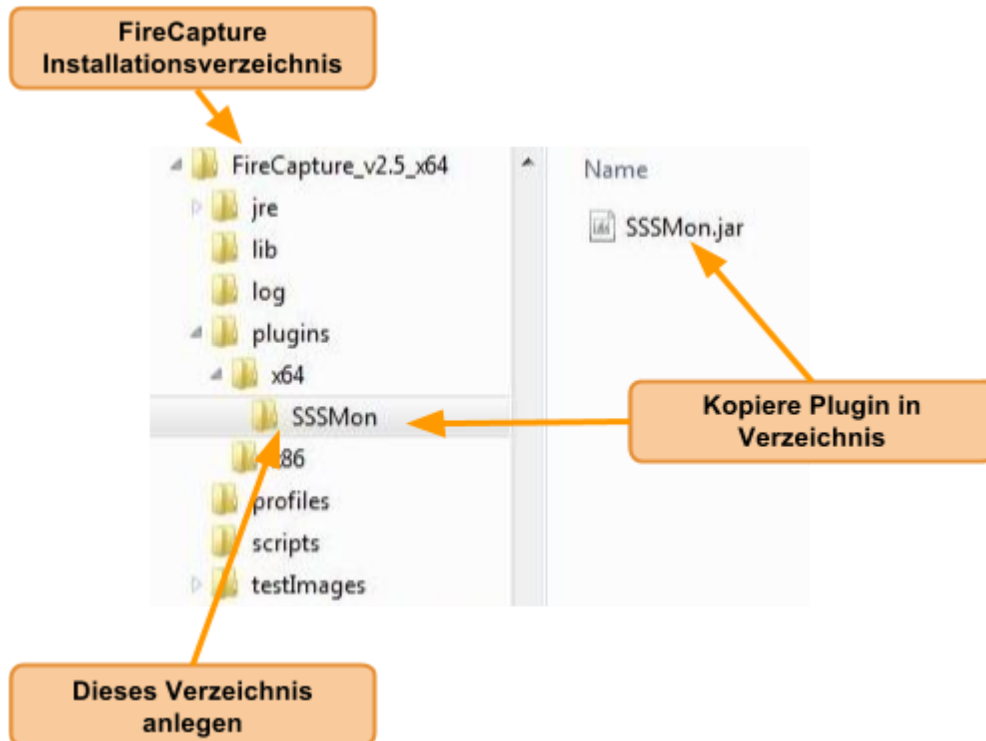 FireCapture
Installationsverzeichnis
FireCapture_v2.5_x64
jre
lib
log
plugins
x64
SSSMon
x86
profiles
scripts
testImages
Name
SSSMon.jar
Kopiere Plugin in
Verzeichnis
Dieses Verzeichnis
anlegen